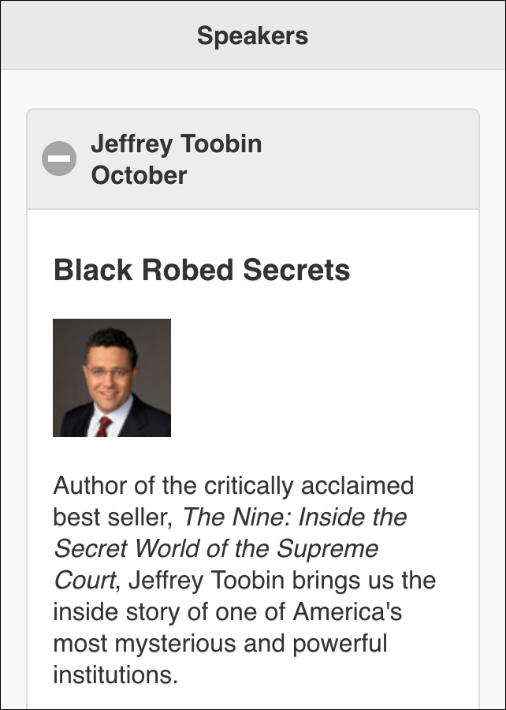 Speakers
Jeffrey Toobin
October
Black Robed Secrets
Author of the critically acclaimed
best seller, The Nine: Inside the
Secret World of the Supreme
Court, Jeffrey Toobin brings us the
inside story of one of America's
most mysterious and powerful
institutions.